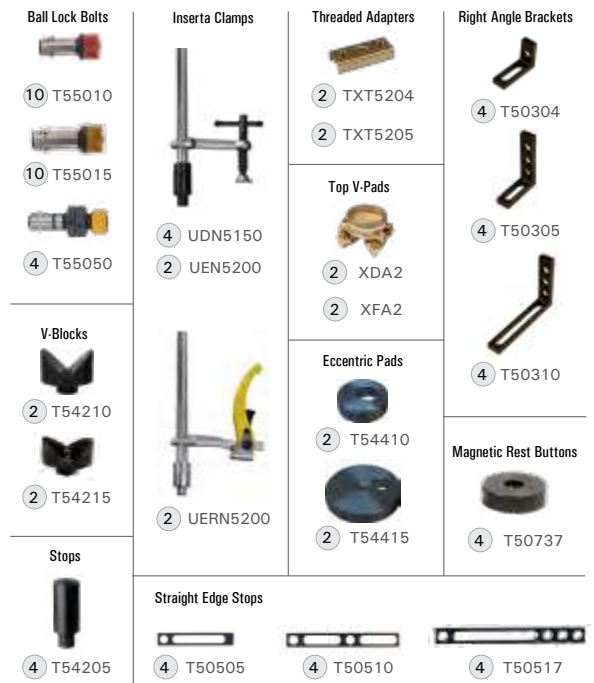 Ball Lock Bolts
10 T55010
10 T55015
4 T55050
V-Blocks
2 T54210
2 T54215
Stops
4 T54205
Inserta Clamps
4 UDN5150
2 UEN5200
2 UERN5200
Threaded Adapters
2 TXT5204
2 TXT5205
Top V-Pads
2 XDA2
2 XFA2
Eccentric Pads
2 T54410
2 T54415
Right Angle Brackets
4 T50304
4 T50305
4 T50310
Magnetic Rest Buttons
4 T50737
Straight Edge Stops
4 T50505
4 T50510
4 T50517